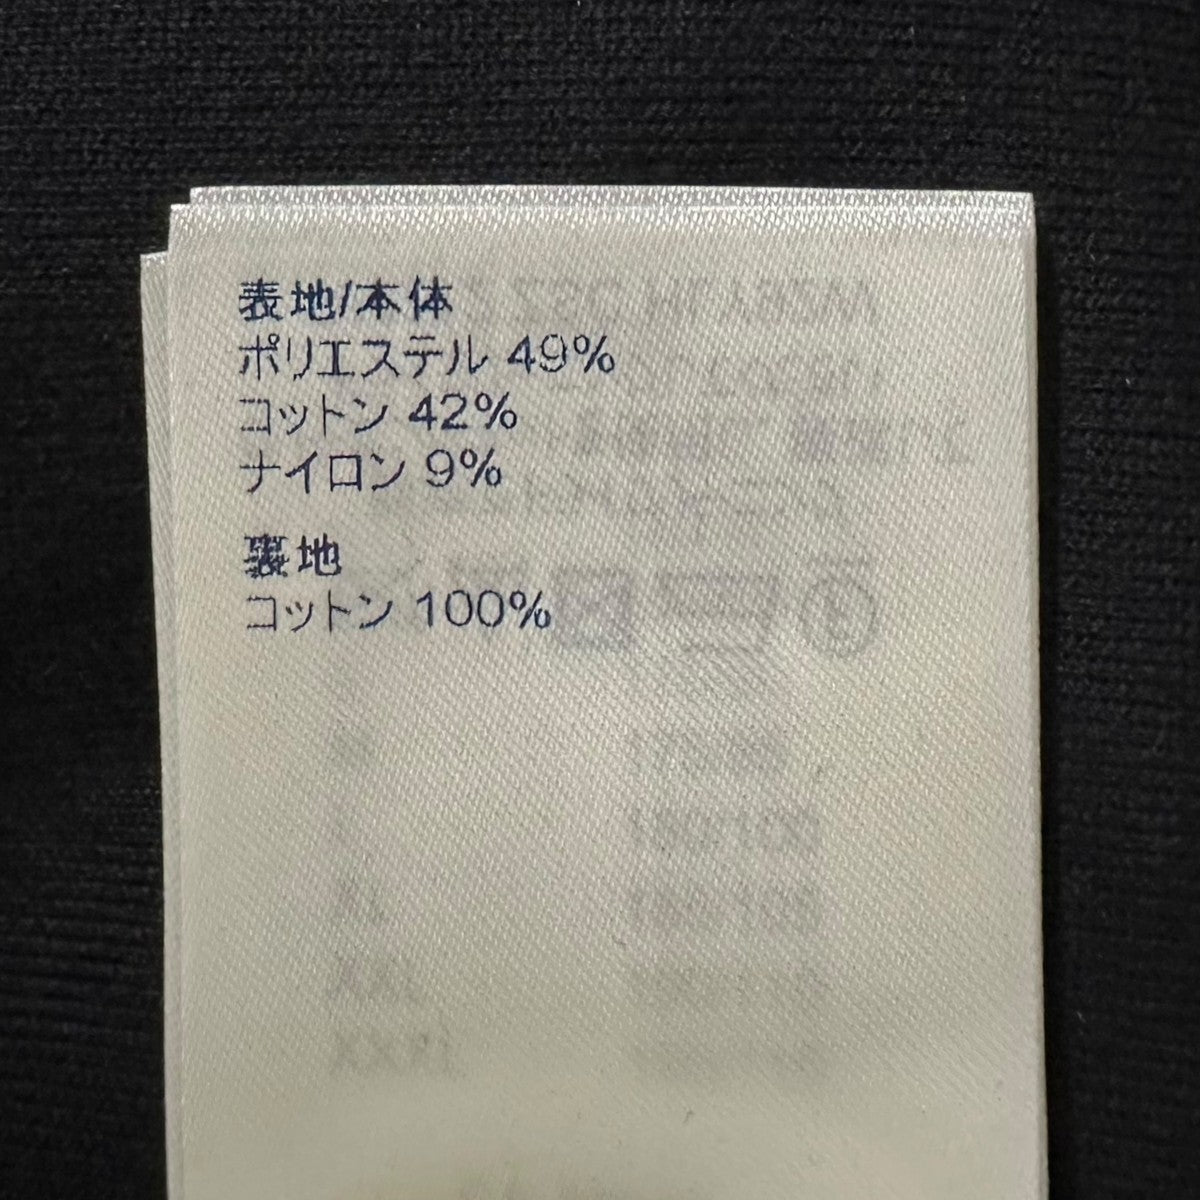 表地/本体
ポリエステル 49%
コットン 42%
ナイロン 9%
裏地
コットン 100%